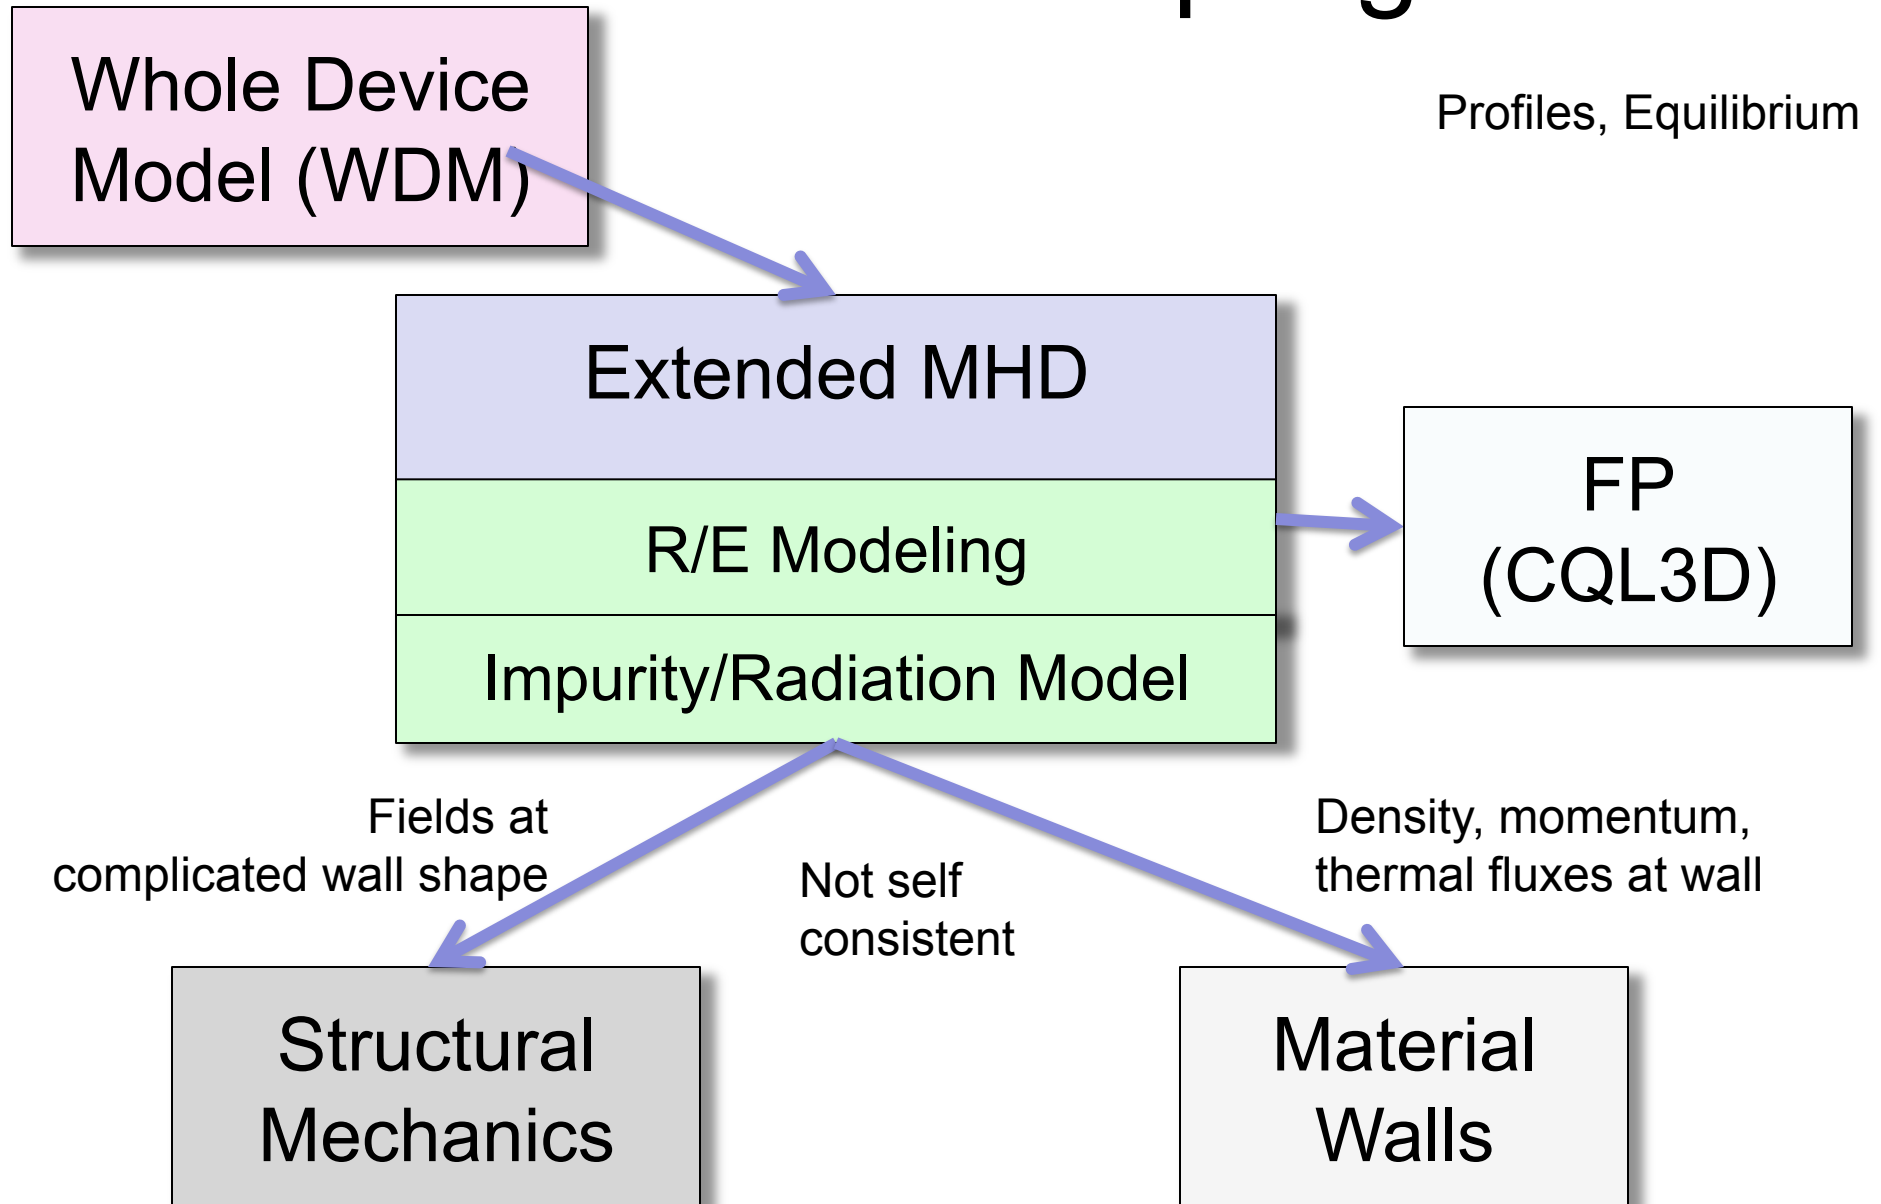 Whole Device
Model (WDM)
Profiles, Equilibrium
Extended MHD
R/E Modeling
Impurity/Radiation Model
FP
(CQL3D)
Fields at
complicated wall shape
Not self
consistent
Density, momentum,
thermal fluxes at wall
Structural
Mechanics
Material
Walls